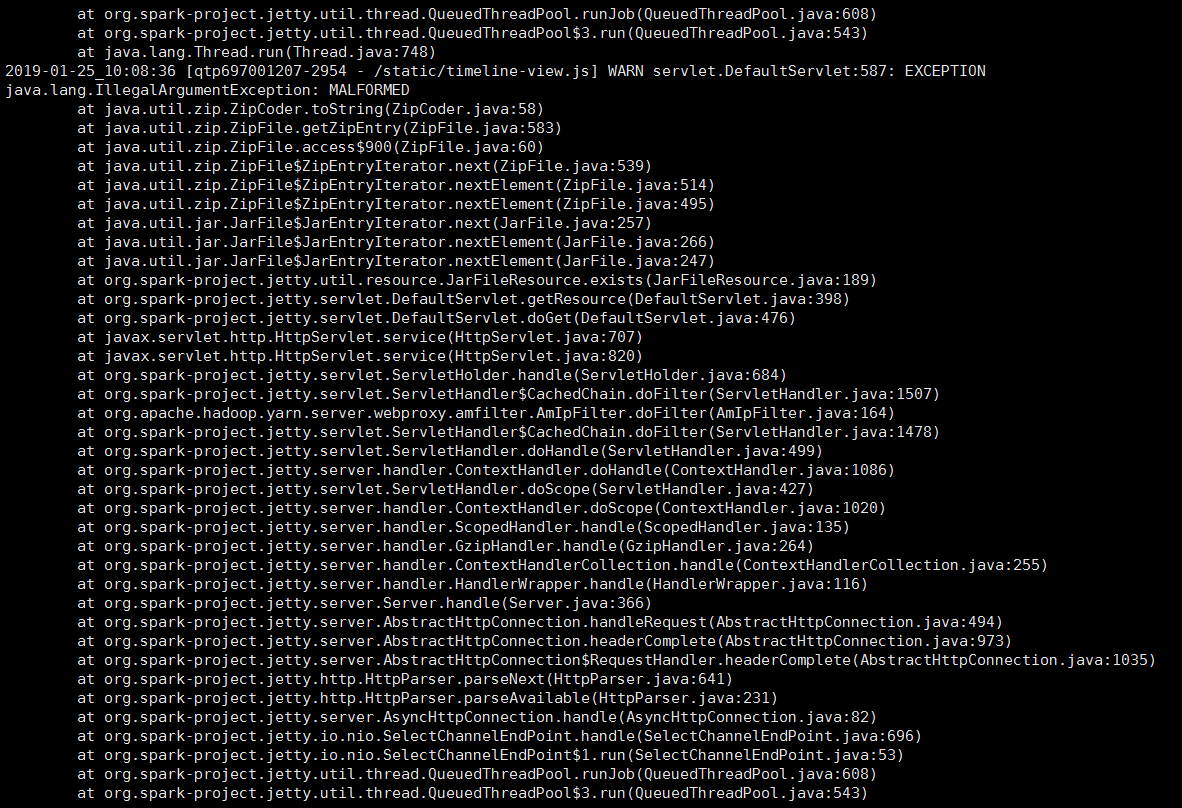 at org.spark-project.jetty.util.thread.QueuedThreadPool.runJob(QueuedThreadPool.java:608)
at org.spark-project.jetty.util.thread.QueuedThreadPool$3.run(QueuedThreadPool.java:543)
at java.lang.Thread.run(Thread.java:748)
2019-01-25_10:08:36 [qtp697001207-2954 - /static/timeline-view.js] WARN servlet.DefaultServlet:587: EXCEPTION
java.lang.IllegalArgumentException: MALFORMED
at java.util.zip.ZipCoder.toString(ZipCoder.java:58)
at java.util.zip.ZipFile.getZipEntry(ZipFile.java:583)
at java.util.zip.ZipFile.access$900(ZipFile.java:60)
at java.util.zip.ZipFile$ZipEntryIterator.next(ZipFile.java:539)
at java.util.zip.ZipFile$ZipEntryIterator.nextElement(ZipFile.java:514)
at java.util.zip.ZipFile$ZipEntryIterator.nextElement(ZipFile.java:495)
at java.util.jar.JarFile$JarEntryIterator.next(JarFile.java:257)
at java.util.jar.JarFile$JarEntryIterator.nextElement(JarFile.java:266)
at java.util.jar.JarFile$JarEntryIterator.nextElement(JarFile.java:247)
at org.spark-project.jetty.util.resource.JarFileResource.exists(JarFileResource.java:189)
at org.spark-project.jetty.servlet.DefaultServlet.getResource(DefaultServlet.java:398)
at org.spark-project.jetty.servlet.DefaultServlet.doGet(DefaultServlet.java:476)
at javax.servlet.http.HttpServlet.service(HttpServlet.java:707)
at javax.servlet.http.HttpServlet.service(HttpServlet.java:820)
at org.spark-project.jetty.servlet.ServletHolder.handle(ServletHolder.java:684)
at org.spark-project.jetty.servlet.ServletHandler$CachedChain.doFilter(ServletHandler.java:1507)
at org.apache.hadoop.yarn.server.webproxy.amfilter.AmIpFilter.doFilter(AmIpFilter.java:164)
at org.spark-project.jetty.servlet.ServletHandler$CachedChain.doFilter(ServletHandler.java:1478)
at org.spark-project.jetty.servlet.ServletHandler.doHandle(ServletHandler.java:499)
at org.spark-project.jetty.server.handler.ContextHandler.doHandle(ContextHandler.java:1086)
at org.spark-project.jetty.servlet.ServletHandler.doScope(ServletHandler.java:427)
at org.spark-project.jetty.server.handler.ContextHandler.doScope(ContextHandler.java:1020)
at org.spark-project.jetty.server.handler.ScopedHandler.handle(ScopedHandler.java:135)
at org.spark-project.jetty.server.handler.GzipHandler.handle(GzipHandler.java:264)
at org.spark-project.jetty.server.handler.ContextHandlerCollection.handle(ContextHandlerCollection.java:255)
at org.spark-project.jetty.server.handler.HandlerWrapper.handle(HandlerWrapper.java:116)
at org.spark-project.jetty.server.Server.handle(Server.java:366)
at org.spark-project.jetty.server.AbstractHttpConnection.handleRequest(AbstractHttpConnection.java:494)
at org.spark-project.jetty.server.AbstractHttpConnection.headerComplete(AbstractHttpConnection.java:973)
at org.spark-project.jetty.server.AbstractHttpConnection$RequestHandler.headerComplete(AbstractHttpConnection.java:1035)
at org.spark-project.jetty.http.HttpParser.parseNext(HttpParser.java:641)
at org.spark-project.jetty.http.HttpParser.parseAvailable(HttpParser.java:231)
at org.spark-project.jetty.server.AsyncHttpConnection.handle(AsyncHttpConnection.java:82)
at org.spark-project.jetty.io.nio.SelectChannelEndPoint.handle(SelectChannelEndPoint.java:696)
at org.spark-project.jetty.io.nio.SelectChannelEndPoint$1.run(SelectChannelEndPoint.java:53)
at org.spark-project.jetty.util.thread.QueuedThreadPool.runJob(QueuedThreadPool.java:608)
at org.spark-project.jetty.util.thread.QueuedThreadPool$3.run(QueuedThreadPool.java:543)